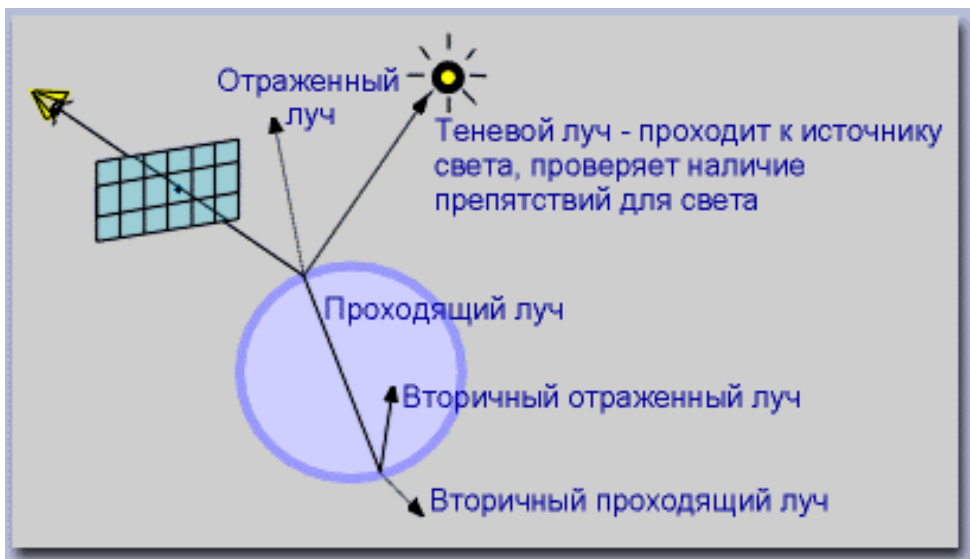 Отраженный
луч
Теневой луч - проходит к источнику
света, проверяет наличие
препятствий для света
Проходящий луч
Вторичный отраженный луч
Вторичный проходящий луч